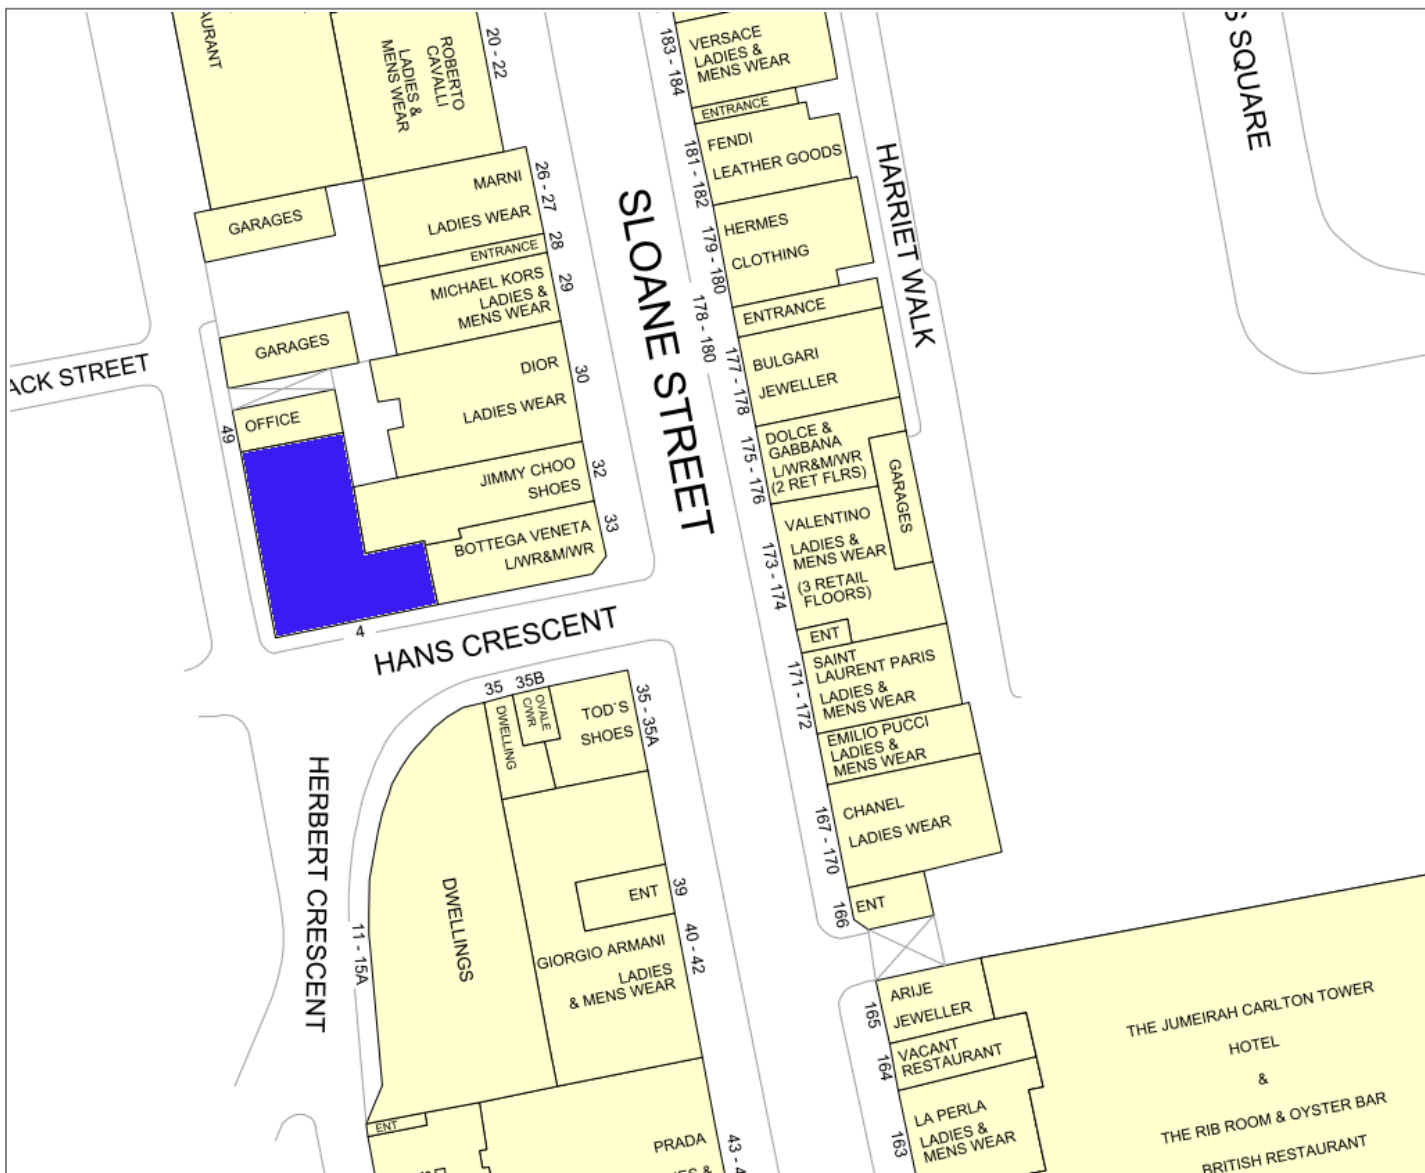 AURANT
ROBERTO
CAVALLI
LADIES &
MENS WEAR
20 - 22
GARAGES
MARNI
LADIES WEAR
26 - 27
ENTRANCE
28
MICHAEL KORS
LADIES &
MENS WEAR
29
GARAGES
DIOR
LADIES WEAR
30
ACK STREET
OFFICE
49
JIMMY CHOO
SHOES
32
BOTTEGA VENETA
L/WR&M/WR
33
4
HANS CRESCENT
SLOANE STREET
183 - 184
VERSACE
LADIES &
MENS WEAR
ENTRANCE
181 - 182
FENDI
LEATHER GOODS
179 - 180
HERMES
CLOTHING
178 - 180
ENTRANCE
177 - 178
BULGARI
JEWELLER
175 - 176
DOLCE &
GABBANA
L/WR&M/WR
(2 RET FLRS)
GARAGES
173 - 174
VALENTINO
LADIES &
MENS WEAR
(3 RETAIL
FLOORS)
ENT
171 - 172
SAINT
LAURENT PARIS
LADIES &
MENS WEAR
EMILIO PUCCI
LADIES &
MENS WEAR
167 - 170
CHANEL
LADIES WEAR
166
ENT
HARRIET WALK
S SQUARE
35
35B
35 - 35A
DWELLING
OVALE
C/WR
TOD`S
SHOES
HERBERT CRESCENT
11 - 15A
DWELLINGS
ENT
39
GIORGIO ARMANI
LADIES
& MENS WEAR
40 - 42
ENT
PRADA
43 - 4
165
ARIJE
JEWELLER
164
VACANT
RESTAURANT
163
LA PERLA
LADIES &
MENS WEAR
THE JUMEIRAH CARLTON TOWER
HOTEL
&
THE RIB ROOM & OYSTER BAR
BRITISH RESTAURANT